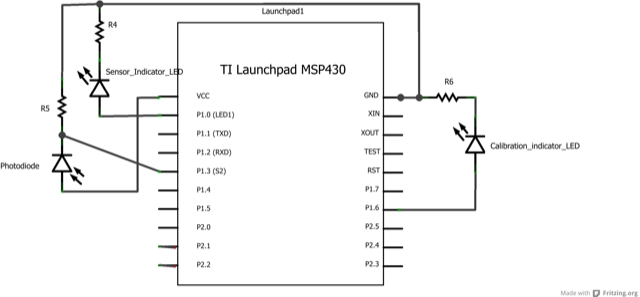 Launchpad1
R4
Sensor_Indicator_LED
TI Launchpad MSP430
R6
R5
VCC
GND
P1.0 (LED1)
XIN
P1.1 (TXD)
XOUT
P1.2 (RXD)
TEST
Calibration_indicator_LED
Photodiode
P1.3 (S2)
RST
P1.4
P1.7
P1.5
P1.6
P2.0
P2.5
P2.1
P2.4
P2.2
P2.3
Made with Fritzing.org